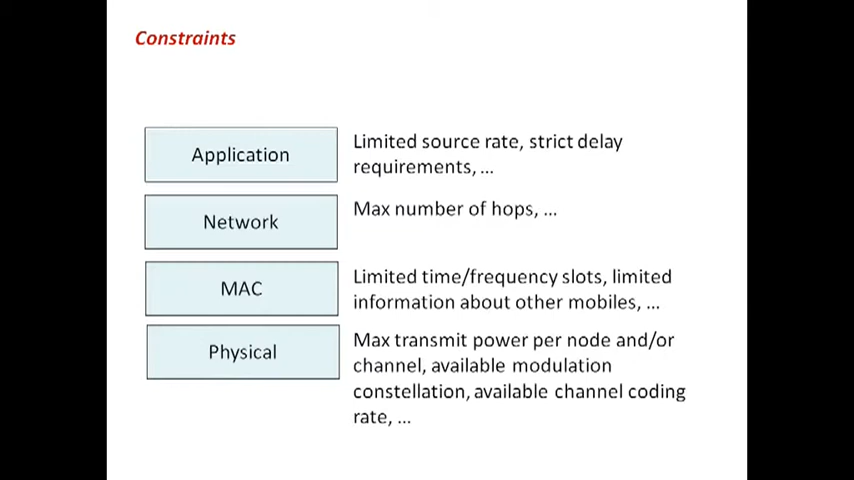 Constraints
Application
Limited source rate, strict delay
requirements, ...
Network
Max number of hops, ...
MAC
Limited time/frequency slots, limited
information about other mobiles, ...
Physical
Max transmit power per node and/or
channel, available modulation
constellation, available channel coding
rate, ...